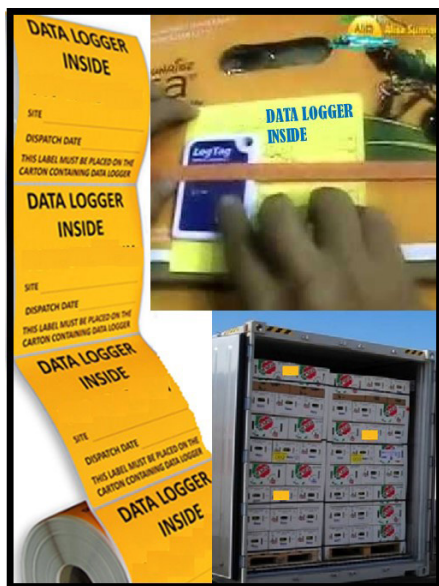 DATA LOGGER
INSIDE
SITE
DISPATCH DATE
THIS LABEL MUST BE PLACED ON THE
CARTON CONTAINING DATA LOGGER
DATA LOGGER
INSIDE
SITE
DISPATCH DATE
THIS LABEL MUST BE PLACED ON THE
CARTON CONTAINING DATA LOGGER
DATA LOGGER
INSIDE
SITE
DISPATCH DATE
THIS LABEL MUST BE PLACED ON THE
CARTON CONTAINING DATA LOGGER
DATA LOGGER
INSIDE
DATA LOGGER
INSIDE
LogTag